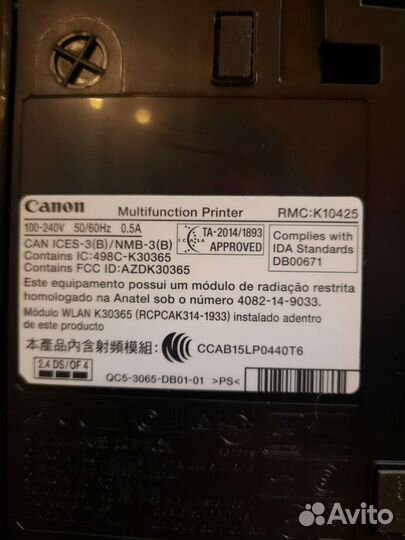 Canon Multifunction Printer RMC:K10425
100-240V 50/60Hz 0.5A
CAN ICES-3(B)/NMB-3(B)
Contains IC:498C-K30365
Contains FCC ID:AZDK30365
ICASA
TA-2014/1893
APPROVED
Complies with
IDA Standards
DB00671
Este equipamento possui um módulo de radiação restrita
homologado na Anatel sob o número 4082-14-9033.
Módulo WLAN K30365 (RCPCAK314-1933) instalado adentro
de este producto
本產品內含射頻模組: CCAB15LP0440T6
2.4 DS/OF 4
QC5-3065-DB01-01 >PS<
Avito